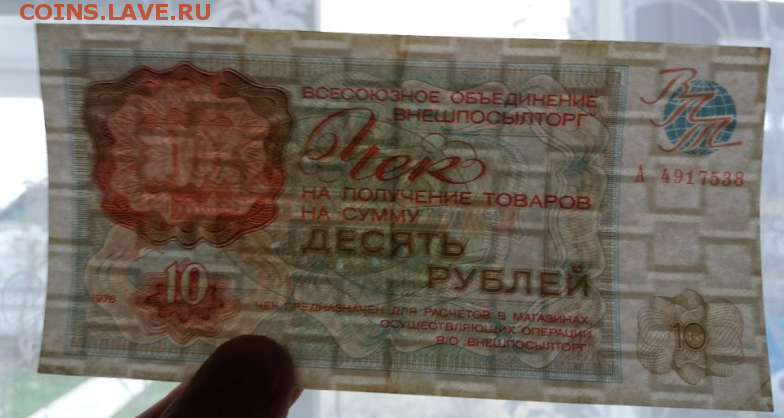 COINS.LAVE.RU
ВСЕСОЮЗНОЕ ОБЪЕДИНЕНИЕ
„ВНЕШПОСЫЛТОРГ"
ВПТ
Чек
А 4917538
НА ПОЛУЧЕНИЕ ТОВАРОВ
НА СУММУ
ДЕСЯТЬ
РУБЛЕЙ
10
1976
ЧЕК ПРЕДНАЗНАЧЕН ДЛЯ РАСЧЕТОВ В МАГАЗИНАХ,
ОСУЩЕСТВЛЯЮЩИХ ОПЕРАЦИИ
В/О „ВНЕШПОСЫЛТОРГ"
10